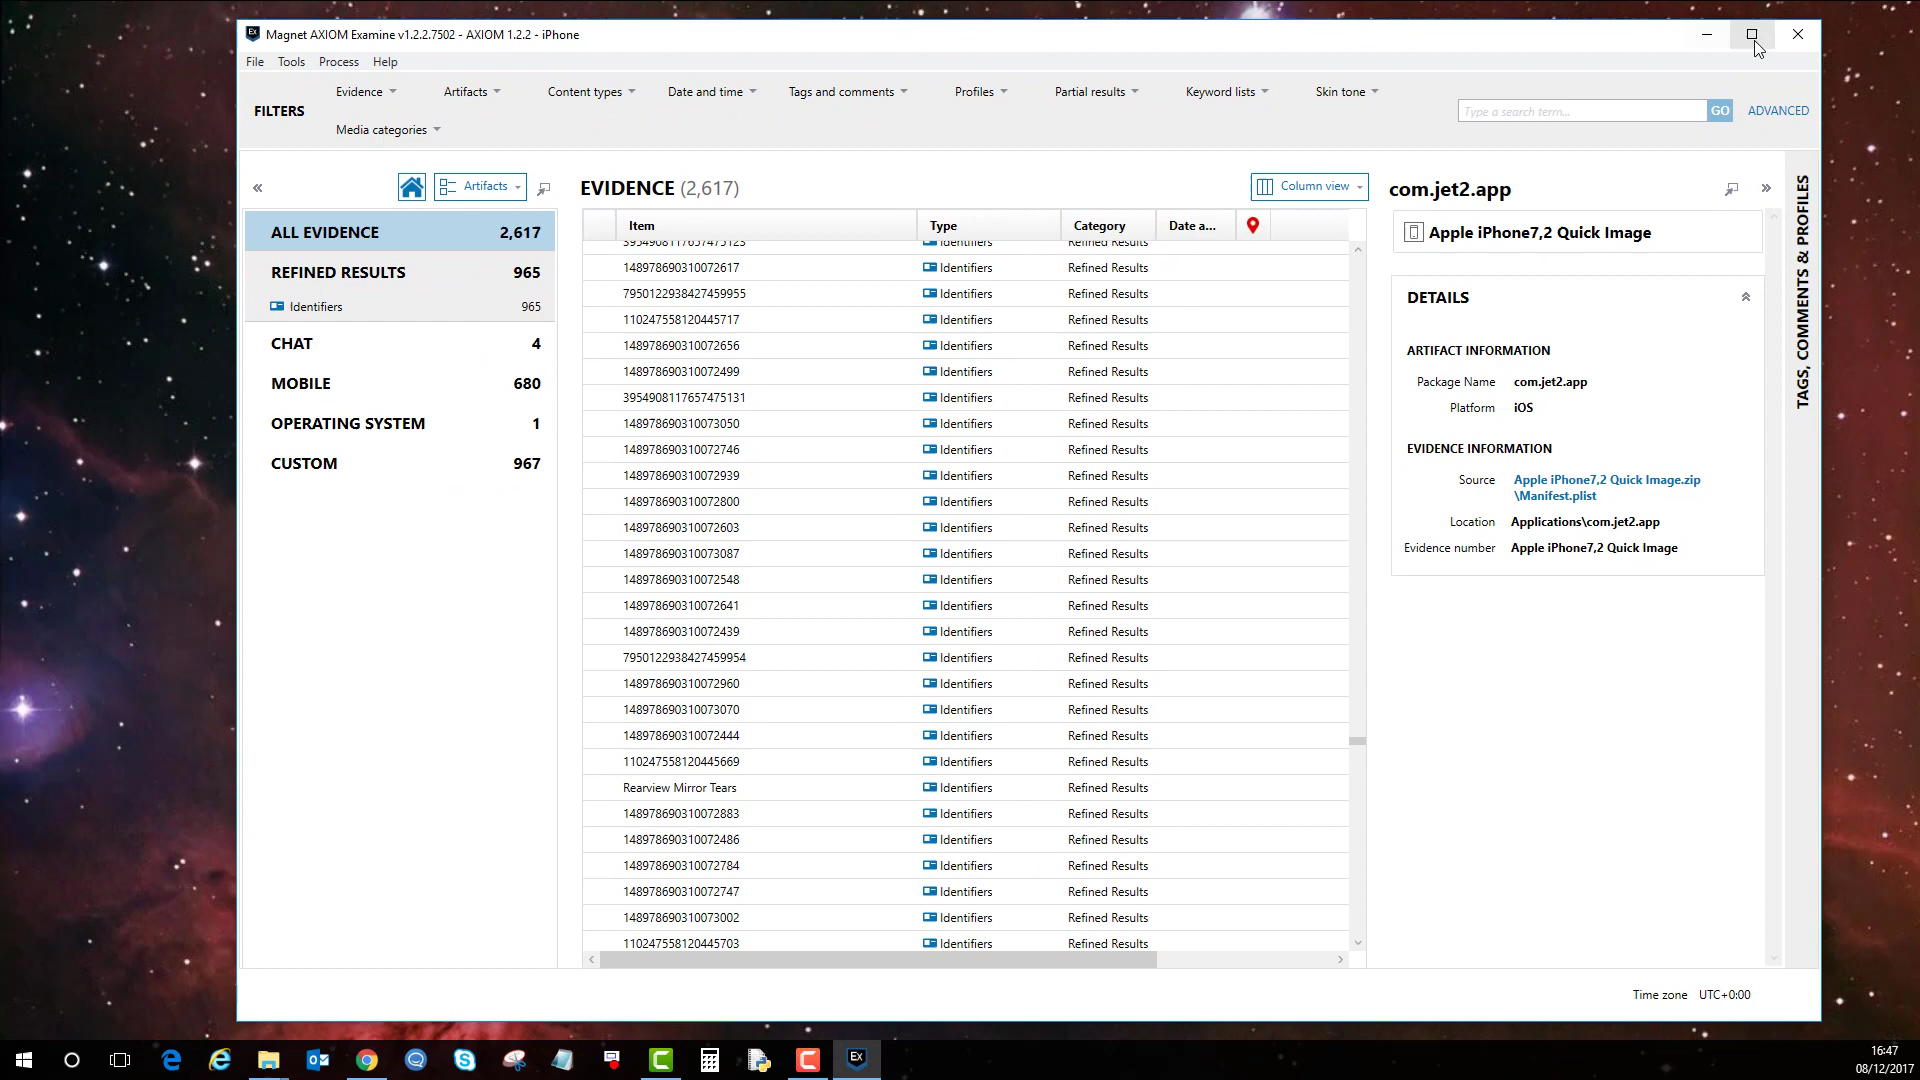 Magnet AXIOM Examine v1.2.2.7502 - AXIOM 1.2.2 - iPhone
File Tools Process Help
FILTERS
Evidence Artifacts Content types Date and time Tags and comments Profiles Partial results Keyword lists Skin tone
Media categories
Type a search term...
GO
ADVANCED
Artifacts
ALL EVIDENCE 2,617
REFINED RESULTS 965
Identifiers 965
CHAT 4
MOBILE 680
OPERATING SYSTEM 1
CUSTOM 967
EVIDENCE (2,617)
Column view
Item Type Category Date a...
3954908117657475123 Identifiers Refined Results
148978690310072617 Identifiers Refined Results
7950122938427459955 Identifiers Refined Results
110247558120445717 Identifiers Refined Results
148978690310072656 Identifiers Refined Results
148978690310072499 Identifiers Refined Results
3954908117657475131 Identifiers Refined Results
148978690310073050 Identifiers Refined Results
148978690310072746 Identifiers Refined Results
148978690310072939 Identifiers Refined Results
148978690310072800 Identifiers Refined Results
148978690310072603 Identifiers Refined Results
148978690310073087 Identifiers Refined Results
148978690310072548 Identifiers Refined Results
148978690310072641 Identifiers Refined Results
148978690310072439 Identifiers Refined Results
7950122938427459954 Identifiers Refined Results
148978690310072960 Identifiers Refined Results
148978690310073070 Identifiers Refined Results
148978690310072444 Identifiers Refined Results
110247558120445669 Identifiers Refined Results
Rearview Mirror Tears Identifiers Refined Results
148978690310072883 Identifiers Refined Results
148978690310072486 Identifiers Refined Results
148978690310072784 Identifiers Refined Results
148978690310072747 Identifiers Refined Results
148978690310073002 Identifiers Refined Results
110247558120445703 Identifiers Refined Results
com.jet2.app
Apple iPhone7,2 Quick Image
DETAILS
ARTIFACT INFORMATION
Package Name com.jet2.app
Platform iOS
EVIDENCE INFORMATION
Source Apple iPhone7,2 Quick Image.zip
\Manifest.plist
Location Applications\com.jet2.app
Evidence number Apple iPhone7,2 Quick Image
TAGS, COMMENTS & PROFILES
Time zone UTC+0:00
Ex
16:47
08/12/2017